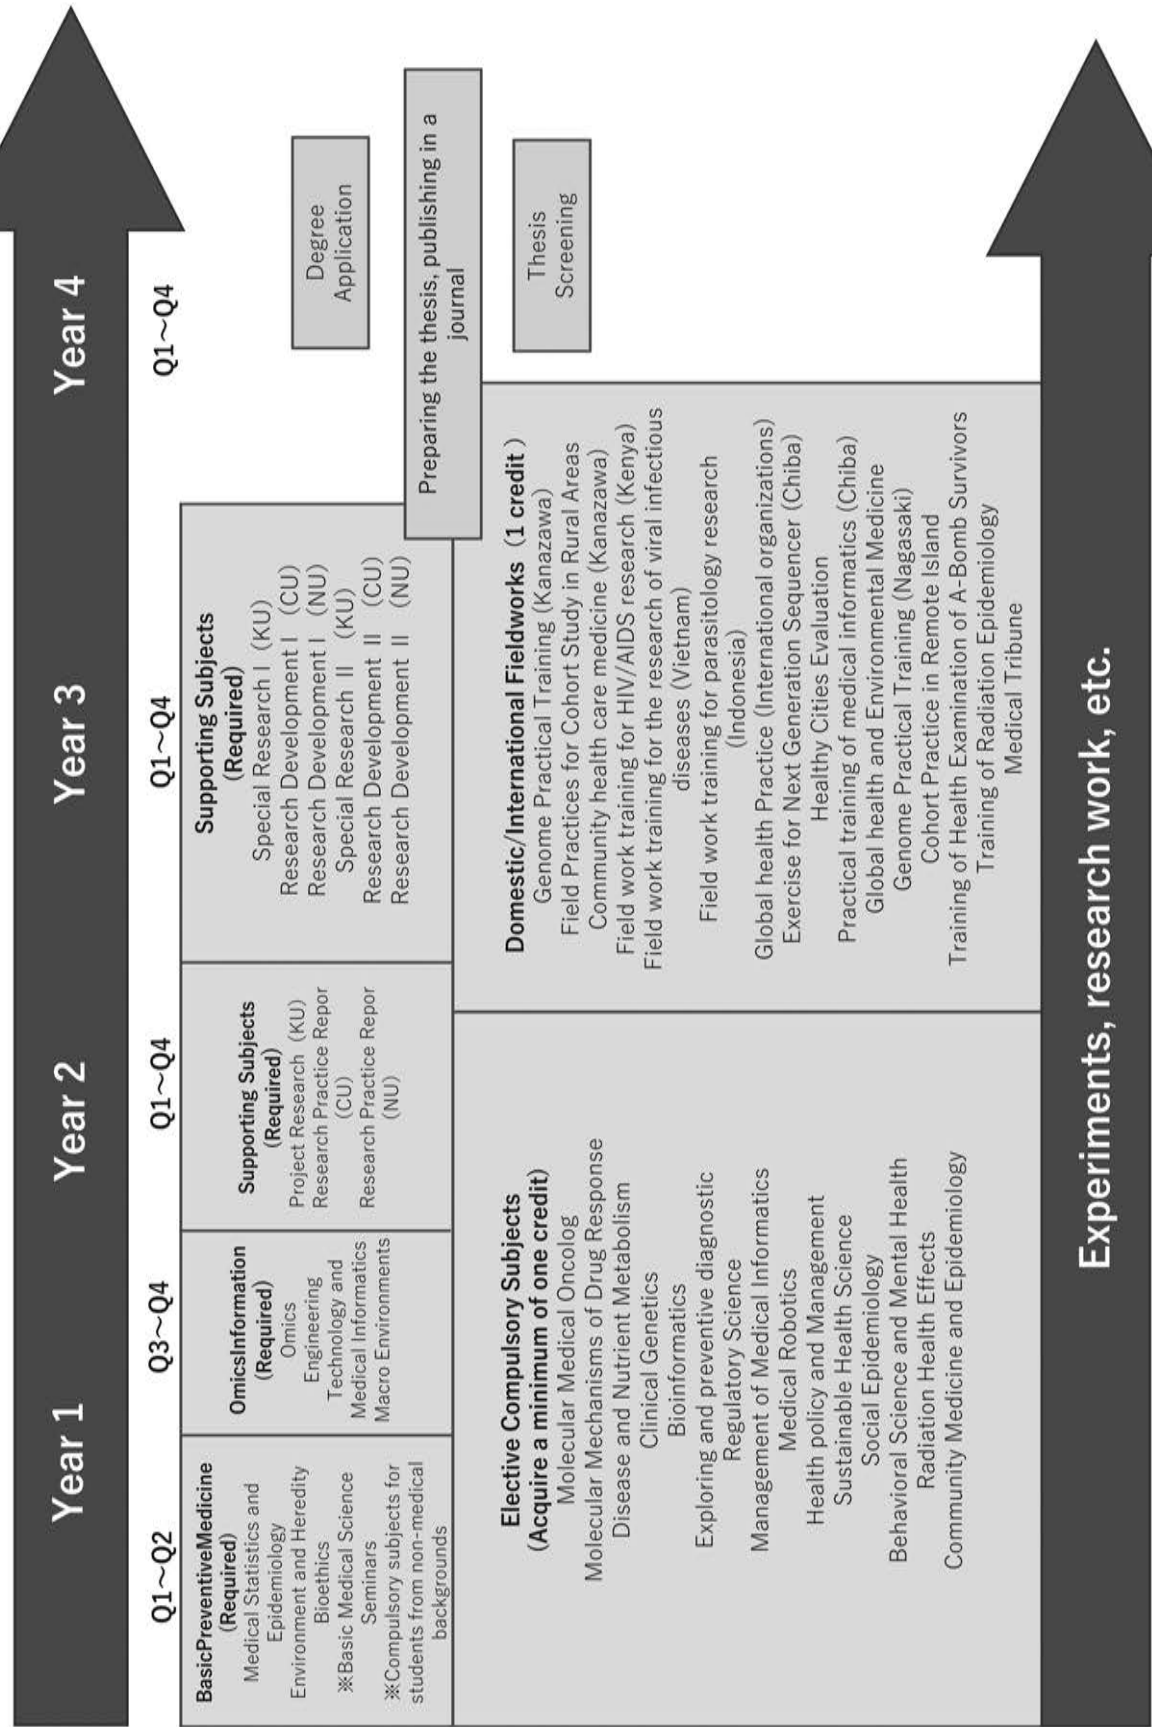 Year 1
Year 2
Year 3
Year 4
Q1～Q2
Q3～Q4
Q1～Q4
Q1～Q4
Q1～Q4
BasicPreventiveMedicine
(Required)
Medical Statistics and
Epidemiology
Environment and Heredity
Bioethics
※Basic Medical Science
Seminars
※Compulsory subjects for
students from non-medical
backgrounds
OmicsInformation
(Required)
Omics
Engineering
Technology and
Medical Informatics
Macro Environments
Supporting Subjects
(Required)
Project Research (KU)
Research Practice Repor
(CU)
Research Practice Repor
(NU)
Supporting Subjects
(Required)
Special Research Ⅰ (KU)
Research Development Ⅰ (CU)
Research Development Ⅰ (NU)
Special Research Ⅱ (KU)
Research Development Ⅱ (CU)
Research Development Ⅱ (NU)
Degree
Application
Preparing the thesis, publishing in a
journal
Thesis
Screening
Elective Compulsory Subjects
(Acquire a minimum of one credit)
Molecular Medical Oncolog
Molecular Mechanisms of Drug Response
Disease and Nutrient Metabolism
Clinical Genetics
Bioinformatics
Exploring and preventive diagnostic
Regulatory Science
Management of Medical Informatics
Medical Robotics
Health policy and Management
Sustainable Health Science
Social Epidemiology
Behavioral Science and Mental Health
Radiation Health Effects
Community Medicine and Epidemiology
Domestic/International Fieldworks (1 credit )
Genome Practical Training (Kanazawa)
Field Practices for Cohort Study in Rural Areas
Community health care medicine (Kanazawa)
Field work training for HIV/AIDS research (Kenya)
Field work training for the research of viral infectious
diseases (Vietnam)
Field work training for parasitology research
(Indonesia)
Global health Practice (International organizations)
Exercise for Next Generation Sequencer (Chiba)
Healthy Cities Evaluation
Practical training of medical informatics (Chiba)
Global health and Environmental Medicine
Genome Practical Training (Nagasaki)
Cohort Practice in Remote Island
Training of Health Examination of A-Bomb Survivors
Training of Radiation Epidemiology
Medical Tribune
Experiments, research work, etc.